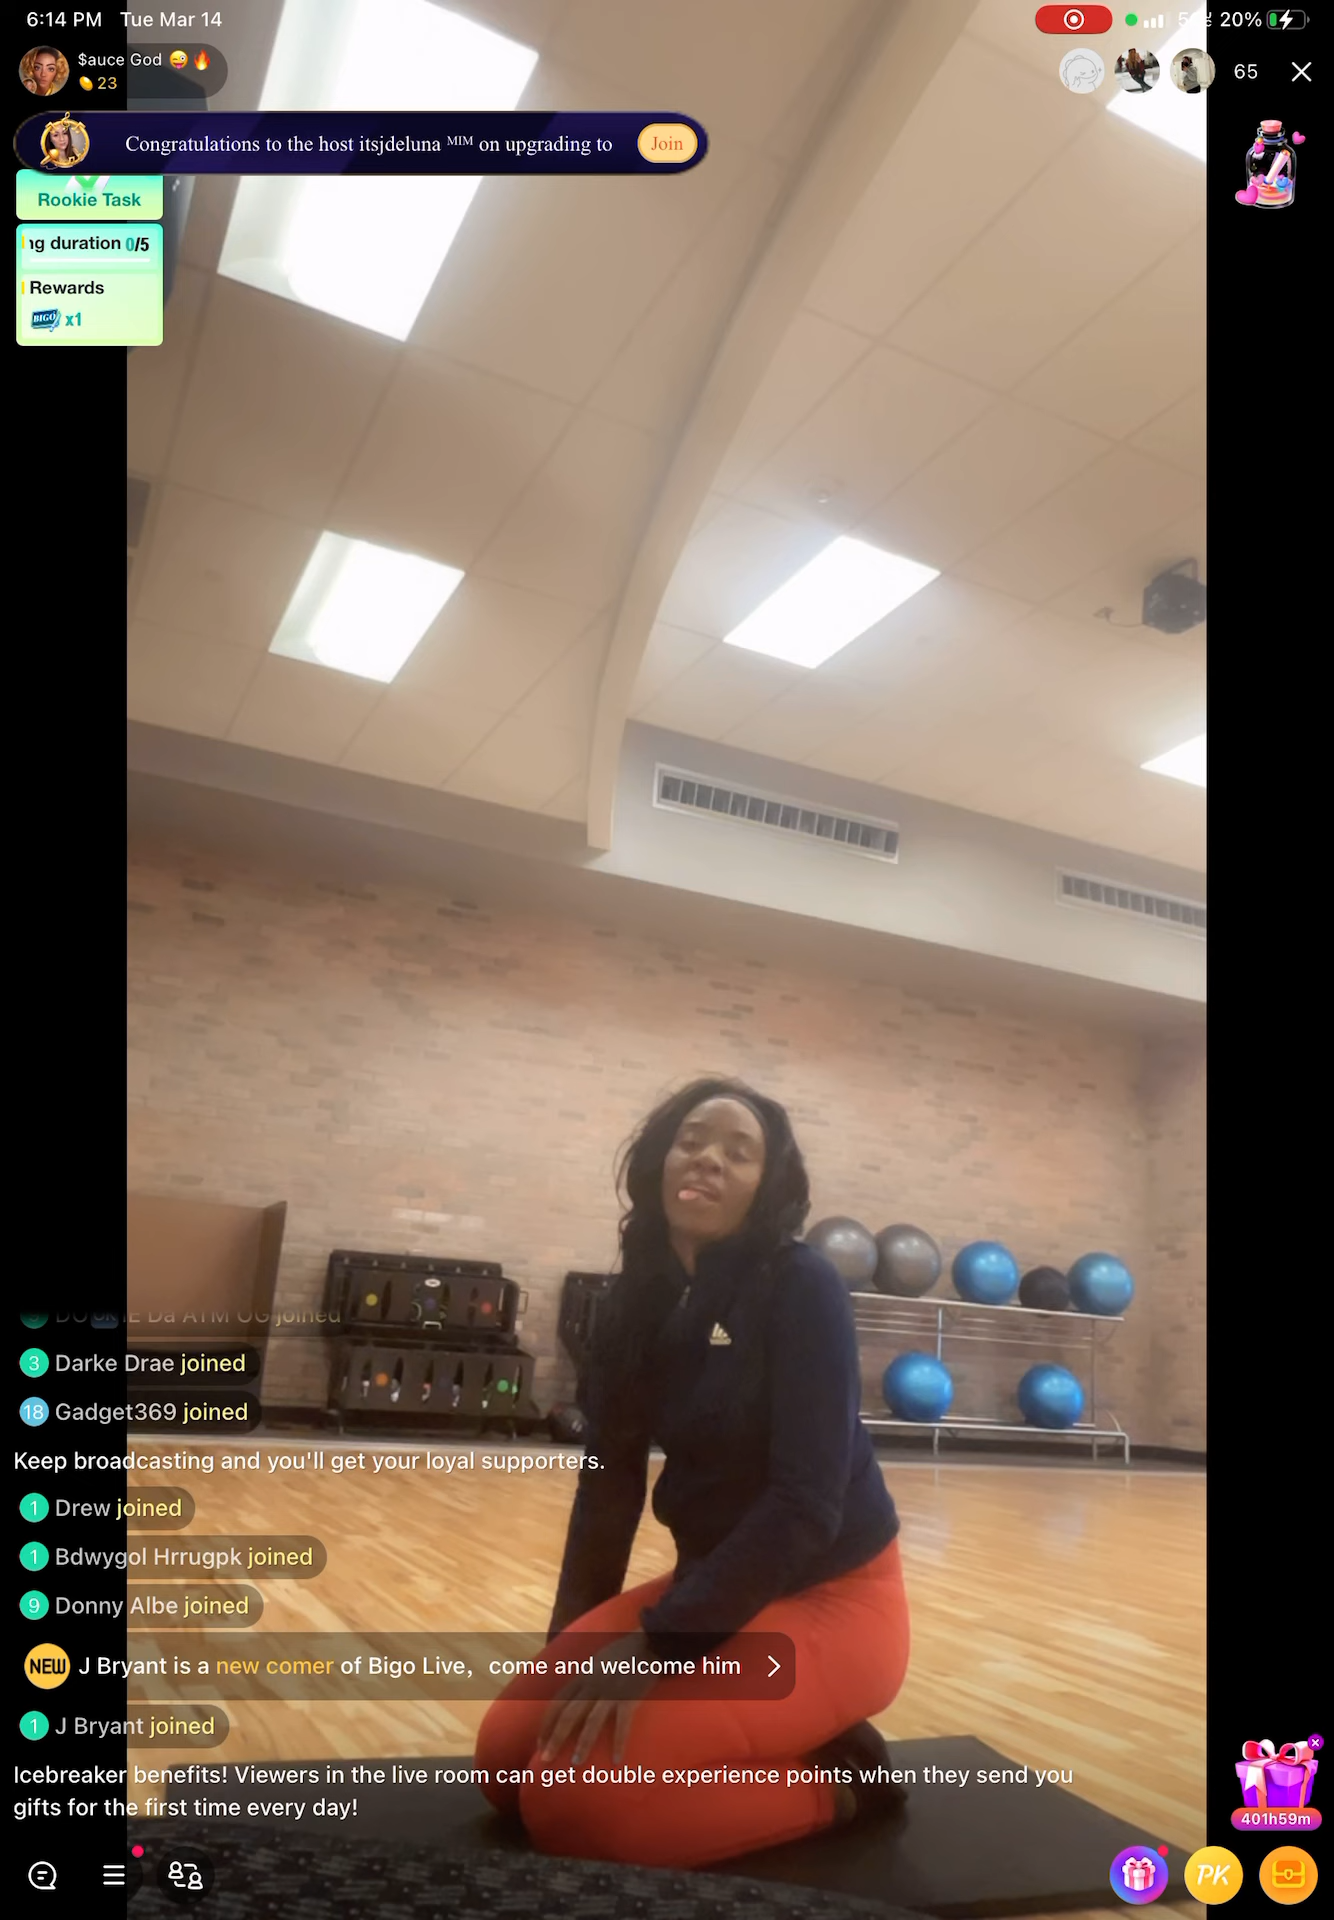 6:14 PM Tue Mar 14
20%
$auce God 😜🔥
23
65
Congratulations to the host itsjdeluna ᴹᴵᴹ on upgrading to
Join
Rookie Task
ng duration 0/5
Rewards
BIGO x1
Da ATM OG joined
3 Darke Drae joined
18 Gadget369 joined
Keep broadcasting and you'll get your loyal supporters.
1 Drew joined
1 Bdwygol Hrrugpk joined
9 Donny Albe joined
NEW J Bryant is a new comer of Bigo Live, come and welcome him
1 J Bryant joined
Icebreaker benefits! Viewers in the live room can get double experience points when they send you
gifts for the first time every day!
401h59m
PK